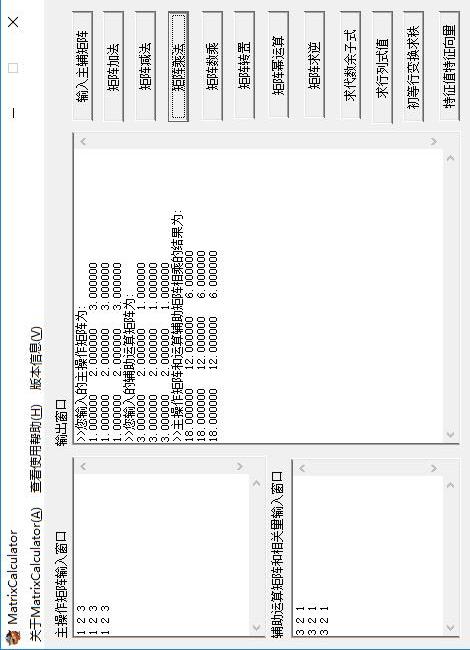 MatrixCalculator
关于MatrixCalculator(A) 查看使用帮助(H) 版本信息(V)
主操作矩阵输入窗口
1 2 3
1 2 3
1 2 3
辅助运算矩阵和相关量输入窗口
3 2 1
3 2 1
3 2 1
输出窗口
>>您输入的主操作矩阵为:
1.000000 2.000000 3.000000
1.000000 2.000000 3.000000
1.000000 2.000000 3.000000
>>您输入的辅助运算矩阵为:
3.000000 2.000000 1.000000
3.000000 2.000000 1.000000
3.000000 2.000000 1.000000
>>主操作矩阵和运算辅助矩阵相乘的结果为:
18.000000 12.000000 6.000000
18.000000 12.000000 6.000000
18.000000 12.000000 6.000000
输入主辅矩阵
矩阵加法
矩阵减法
矩阵乘法
矩阵数乘
矩阵转置
矩阵幂运算
矩阵求逆
求代数余子式
求行列式值
初等行变换求秩
特征值特征向量